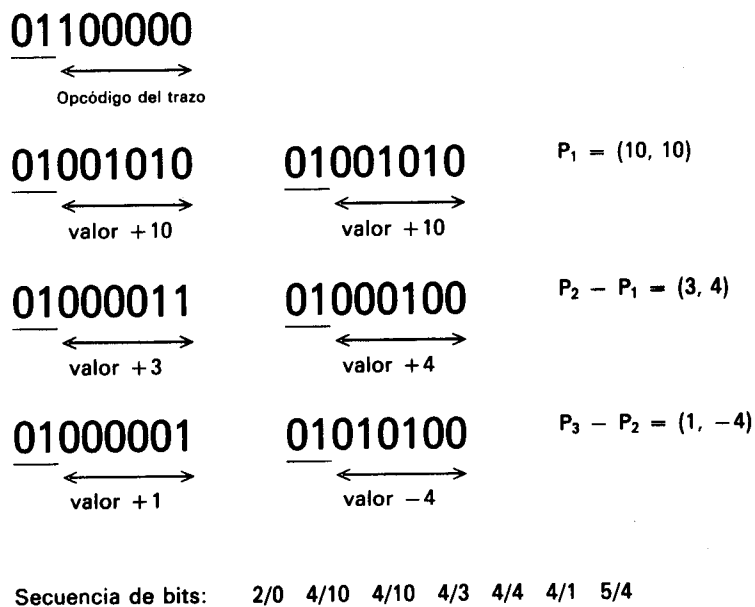 01100000
Opcódigo del trazo
01001010 01001010 P₁ = (10, 10)
valor +10 valor +10
01000011 01000100 P₂ − P₁ = (3, 4)
valor +3 valor +4
01000001 01010100 P₃ − P₂ = (1, −4)
valor +1 valor −4
Secuencia de bits: 2/0 4/10 4/10 4/3 4/4 4/1 5/4